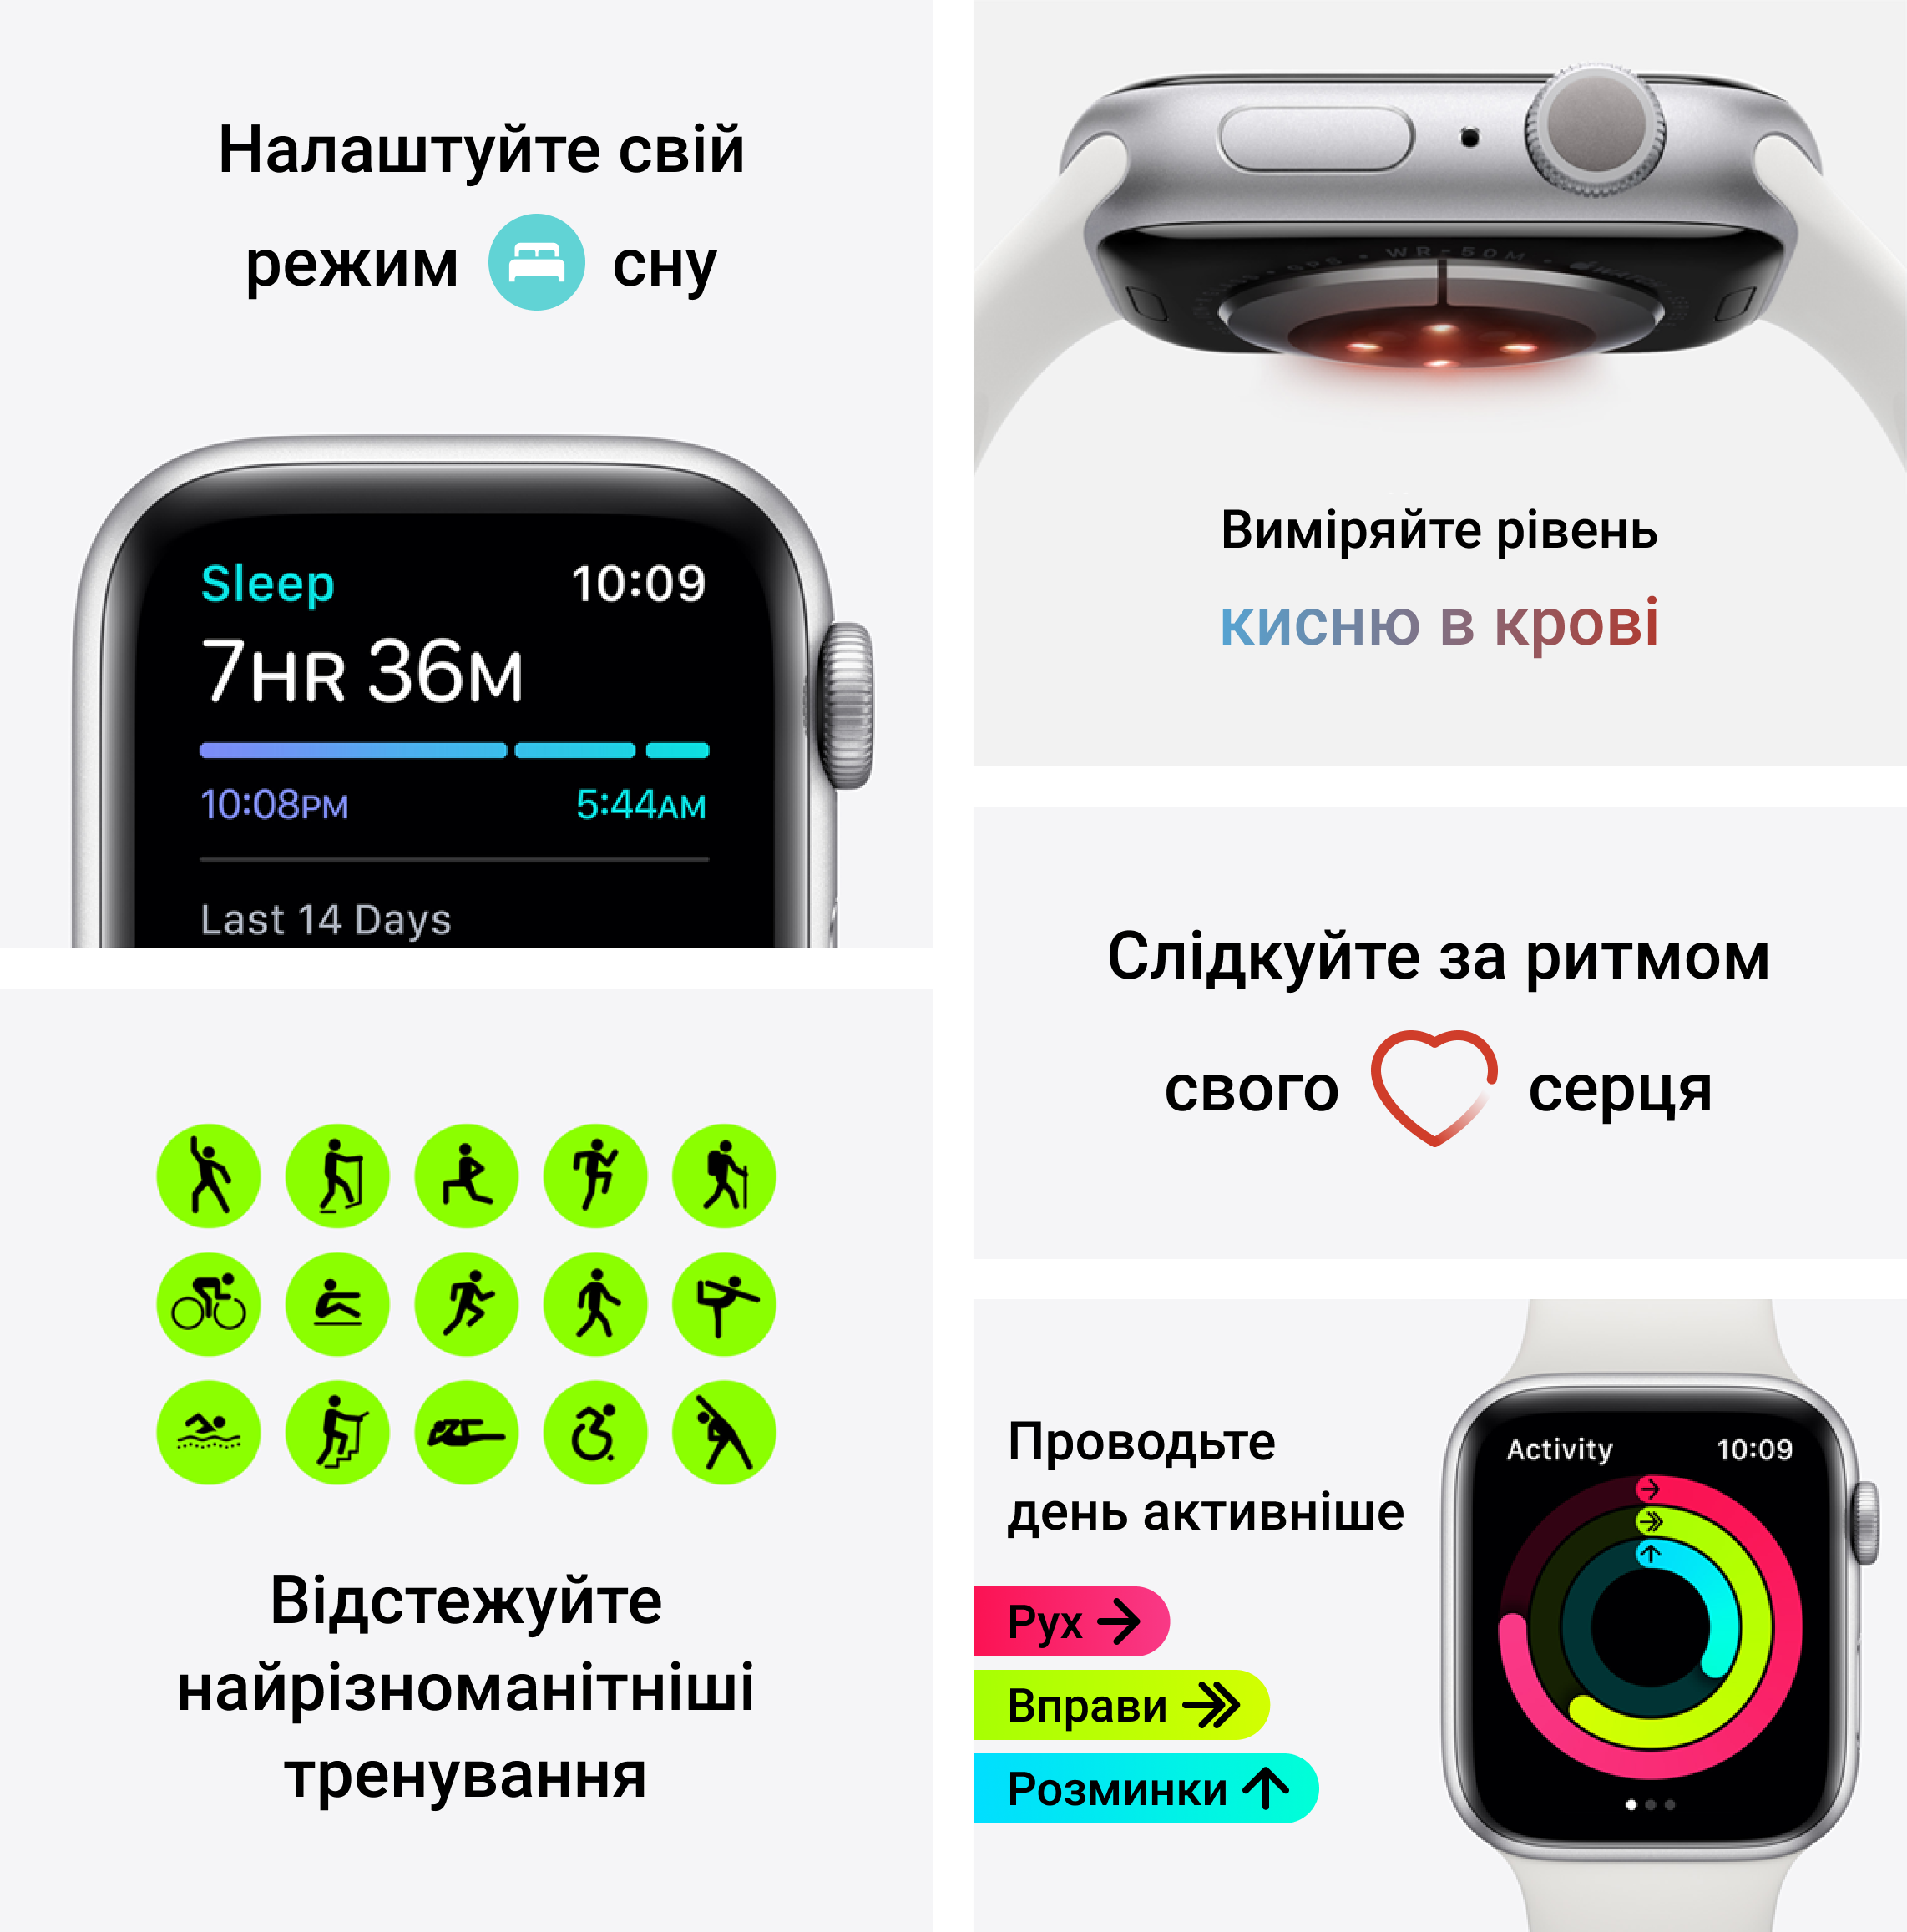 Налаштуйте свій
режим сну
Sleep 10:09
7HR 36M
10:08PM 5:44AM
Last 14 Days
Відстежуйте
найрізноманітніші
тренування
GPS • WR-50M • WATCH
Виміряйте рівень
кисню в крові
Слідкуйте за ритмом
свого серця
Проводьте
день активніше
Рух
Вправи
Розминки
Activity 10:09